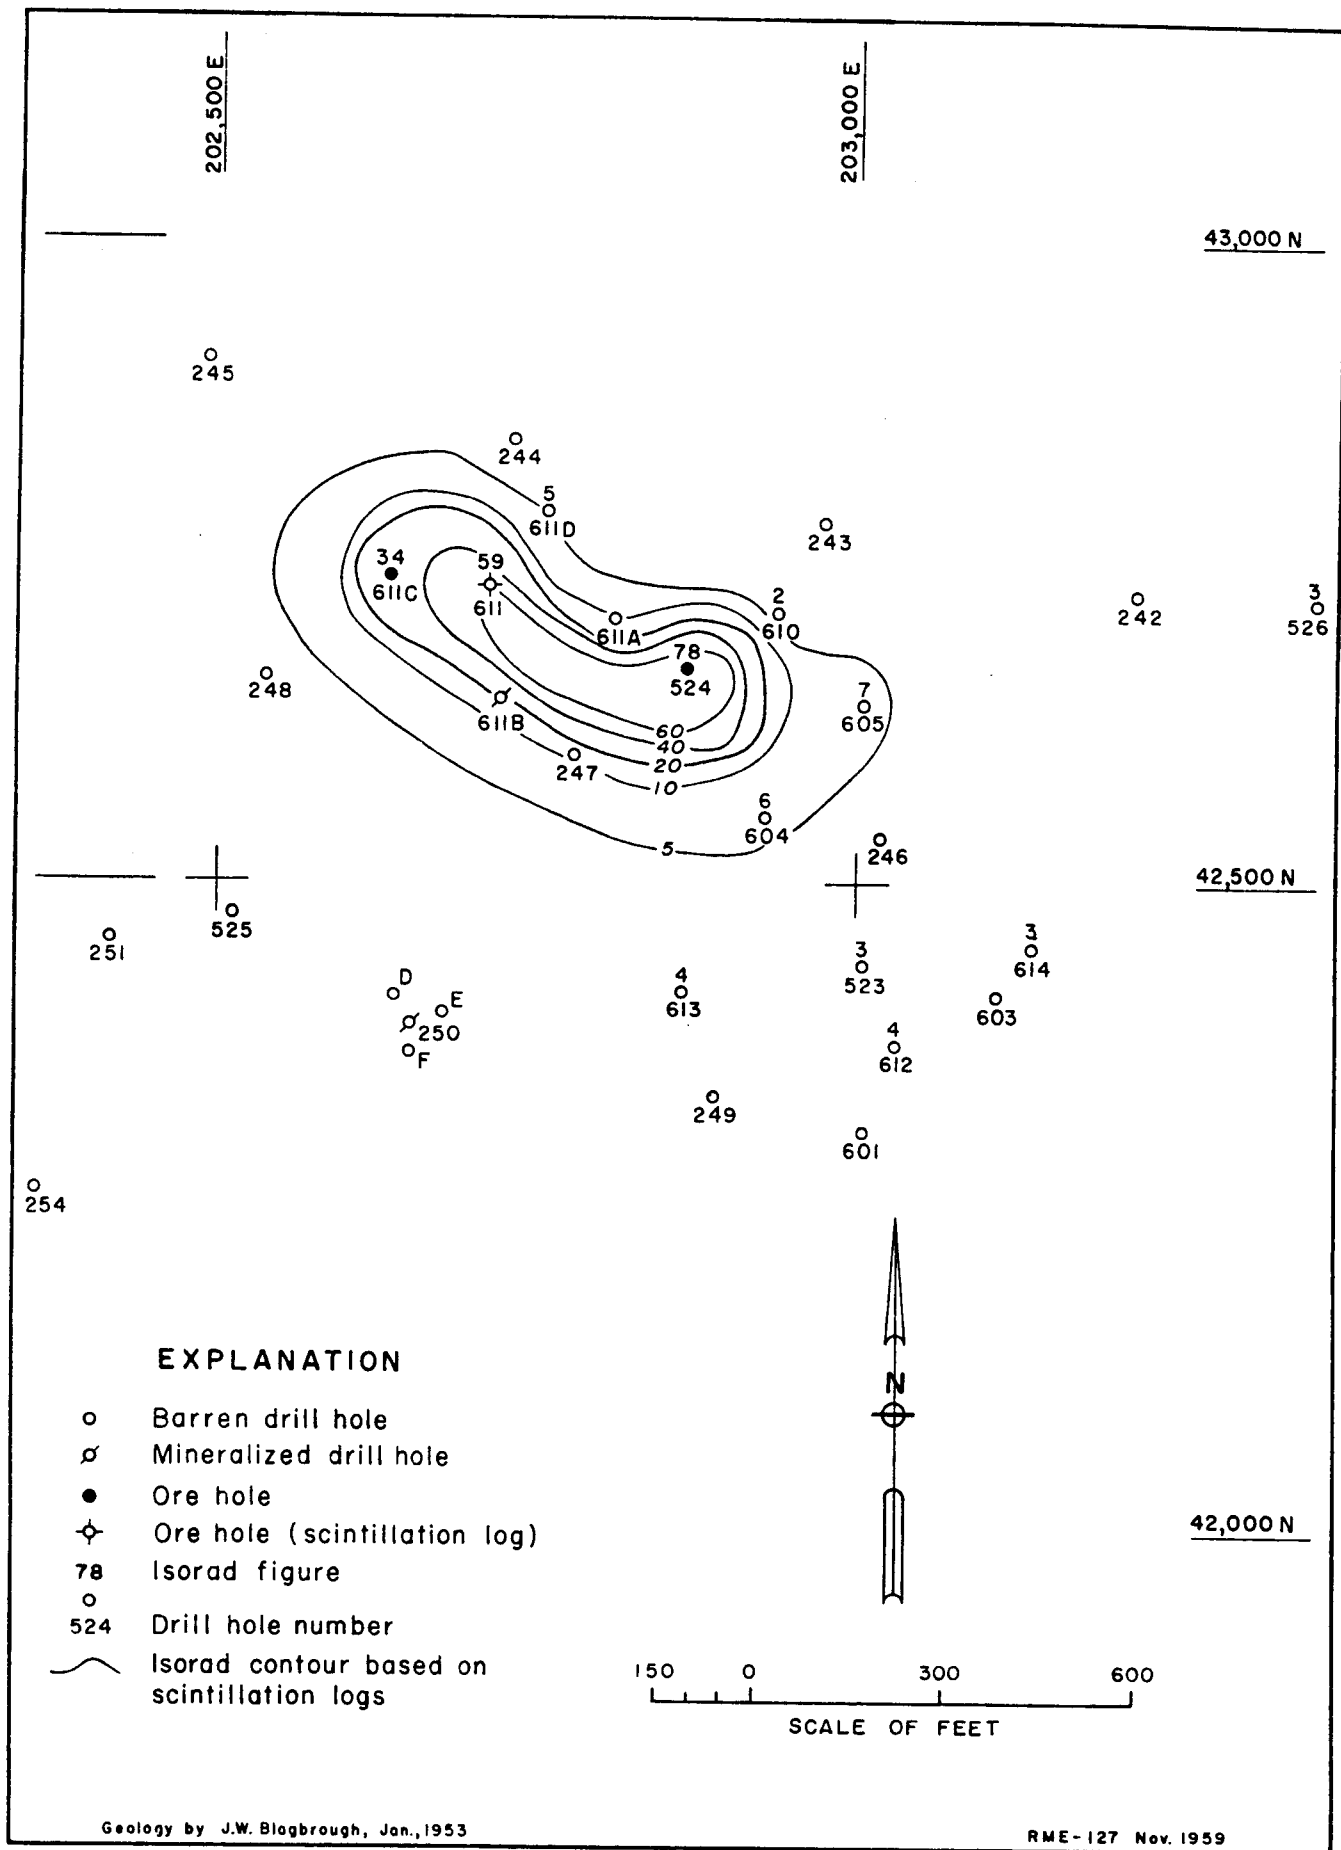 202,500 E
203,000 E
43,000 N
245
244
5
611D
243
34
611C
59
611
611A
2
610
242
3
526
78
524
248
611B
7
605
247
60
40
20
10
6
604
5
246
42,500 N
525
251
D
E
250
F
4
613
3
523
3
614
603
4
612
249
601
254
N
EXPLANATION
Barren drill hole
Mineralized drill hole
Ore hole
Ore hole (scintillation log)
78 Isorad figure
524 Drill hole number
Isorad contour based on
scintillation logs
42,000 N
150 0 300 600
SCALE OF FEET
Geology by J.W. Blagbrough, Jan., 1953
RME-127 Nov. 1959